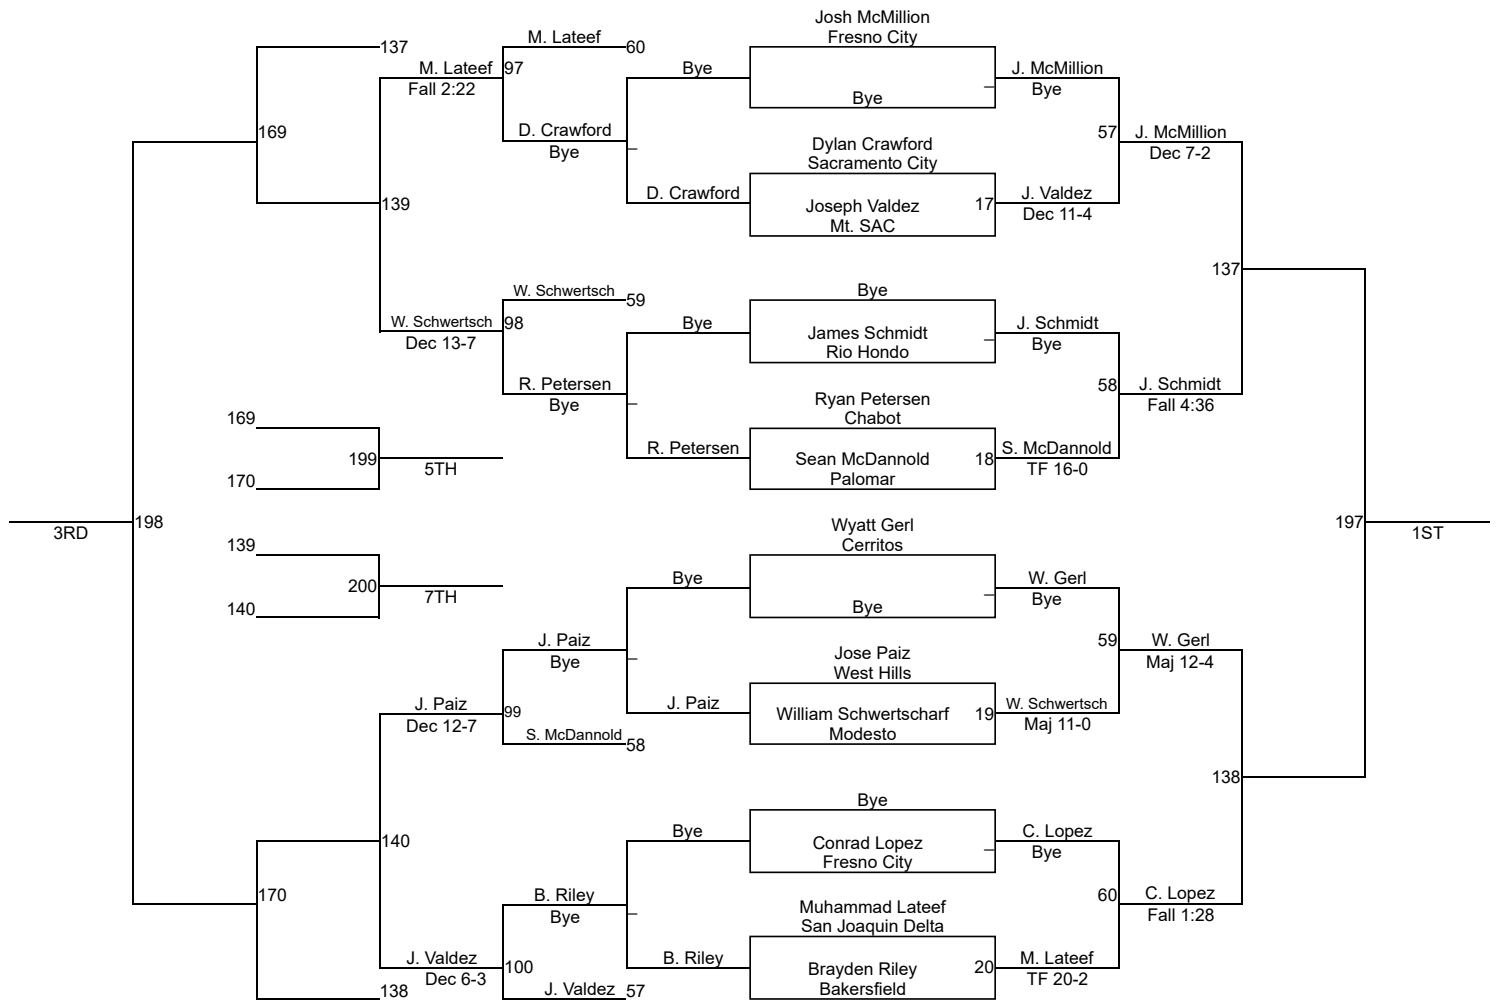 Josh McMillion
Fresno City
Bye
Dylan Crawford
Sacramento City
Joseph Valdez
Mt. SAC
17
Bye
James Schmidt
Rio Hondo
Ryan Petersen
Chabot
Sean McDannold
Palomar
18
Wyatt Gerl
Cerritos
Bye
Jose Paiz
West Hills
William Schwertscharf
Modesto
19
Bye
Conrad Lopez
Fresno City
Muhammad Lateef
San Joaquin Delta
Brayden Riley
Bakersfield
20
J. McMillion
Bye
57
J. Valdez
Dec 11-4
J. Schmidt
Bye
58
S. McDannold
TF 16-0
W. Gerl
Bye
59
W. Schwertsch
Maj 11-0
C. Lopez
Bye
60
M. Lateef
TF 20-2
J. McMillion
Dec 7-2
137
J. Schmidt
Fall 4:36
W. Gerl
Maj 12-4
138
C. Lopez
Fall 1:28
197
1ST
Bye
D. Crawford
Bye
R. Petersen
Bye
J. Paiz
Bye
B. Riley
M. Lateef
60
97
D. Crawford
Bye
W. Schwertsch
59
98
R. Petersen
Bye
J. Paiz
Bye
99
S. McDannold
58
B. Riley
Bye
100
J. Valdez
57
M. Lateef
Fall 2:22
139
W. Schwertsch
Dec 13-7
J. Paiz
Dec 12-7
140
J. Valdez
Dec 6-3
137
169
170
138
198
3RD
169
199
5TH
170
139
200
7TH
140